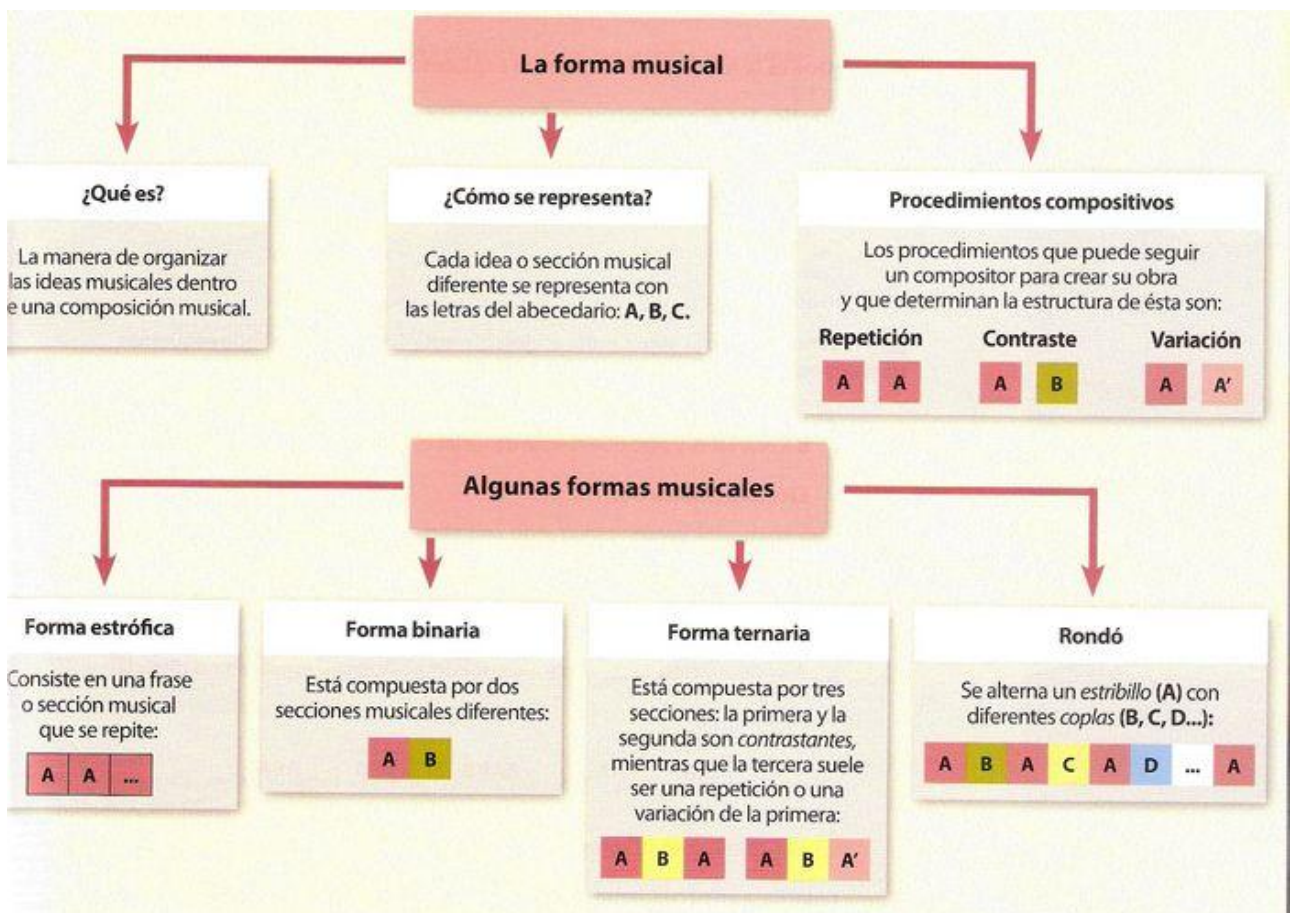 La forma musical
¿Qué es?
La manera de organizar
las ideas musicales dentro
e una composición musical.
¿Cómo se representa?
Cada idea o sección musical
diferente se representa con
las letras del abecedario: A, B, C.
Procedimientos compositivos
Los procedimientos que puede seguir
un compositor para crear su obra
y que determinan la estructura de ésta son:
Repetición Contraste Variación
A A A B A A'
Algunas formas musicales
Forma estrófica
Consiste en una frase
o sección musical
que se repite:
A A ...
Forma binaria
Está compuesta por dos
secciones musicales diferentes:
A B
Forma ternaria
Está compuesta por tres
secciones: la primera y la
segunda son contrastantes,
mientras que la tercera suele
ser una repetición o una
variación de la primera:
A B A A B A'
Rondó
Se alterna un estribillo (A) con
diferentes coplas (B, C, D...):
A B A C A D ... A